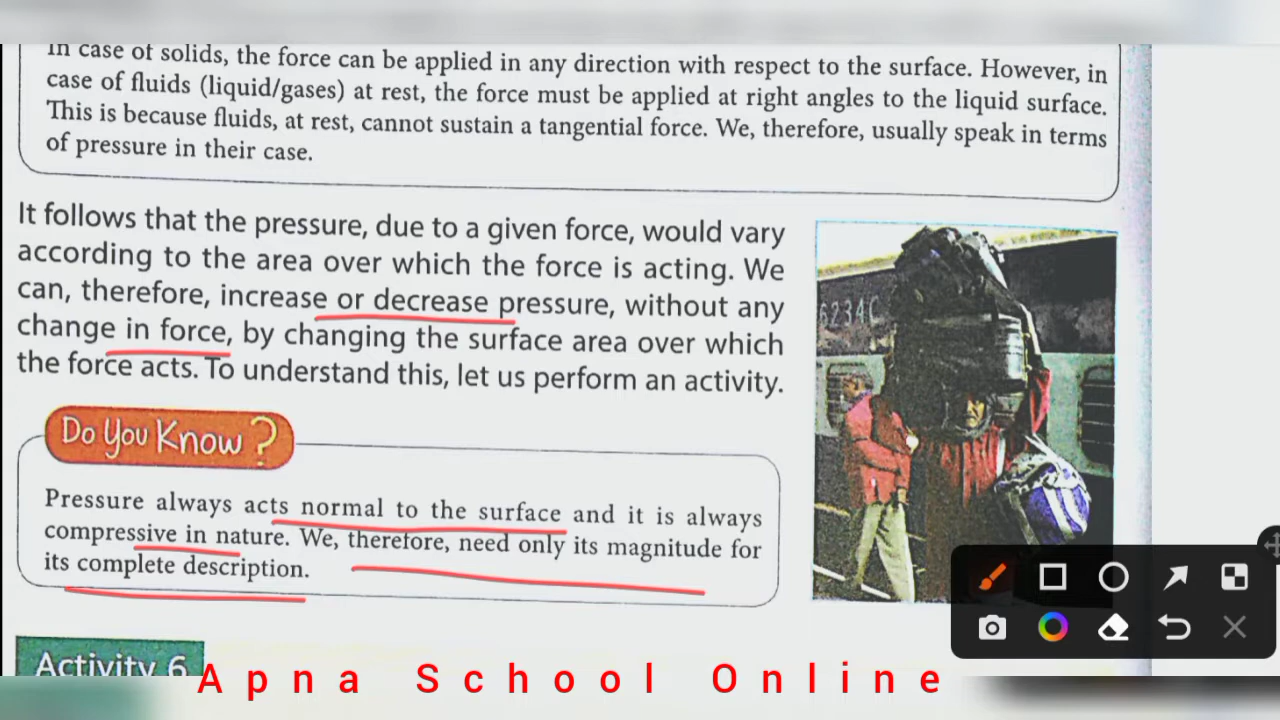 In case of solids, the force can be applied in any direction with respect to the surface. However, in
case of fluids (liquid/gases) at rest, the force must be applied at right angles to the liquid surface.
This is because fluids, at rest, cannot sustain a tangential force. We, therefore, usually speak in terms
of pressure in their case.
It follows that the pressure, due to a given force, would vary
according to the area over which the force is acting. We
can, therefore, increase or decrease pressure, without any
change in force, by changing the surface area over which
the force acts. To understand this, let us perform an activity.
6234C
Do You Know ?
Pressure always acts normal to the surface and it is always
compressive in nature. We, therefore, need only its magnitude for
its complete description.
Activity 6
Apna School Online